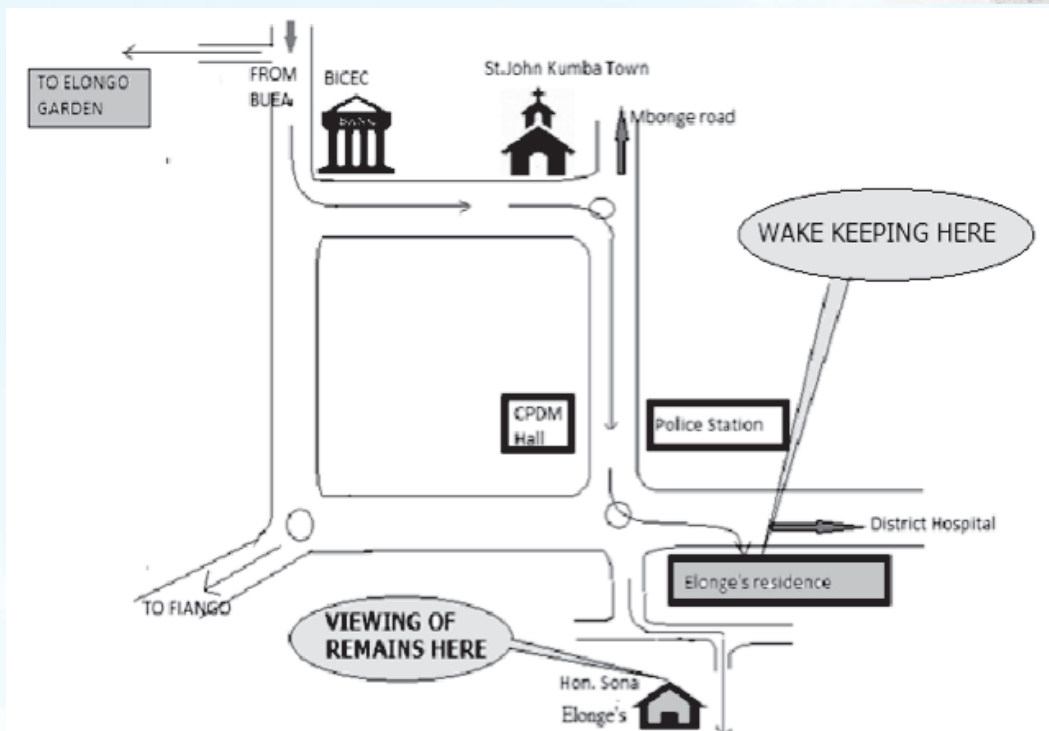 TO ELONGO
GARDEN
FROM
BUEA
BICEC
BANK
St.John Kumba Town
Mbonge road
WAKE KEEPING HERE
CPDM
Hall
Police Station
District Hospital
Elonge's residence
TO FIANGO
VIEWING OF
REMAINS HERE
Hon. Sona
Elonge's